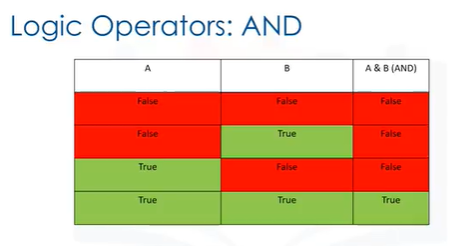 Logic Operators: AND
A B A & B (AND)
False False False
False True False
True False False
True True True